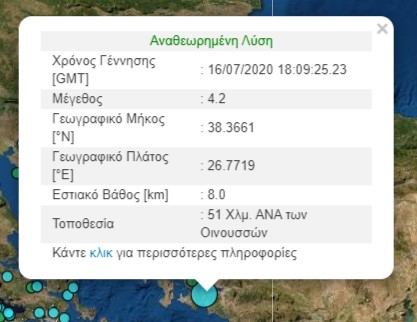 Αναθεωρημένη Λύση
Χρόνος Γέννησης : 16/07/2020 18:09:25.23
[GMT]
Μέγεθος : 4.2
Γεωγραφικό Μήκος : 38.3661
[°N]
Γεωγραφικό Πλάτος : 26.7719
[°E]
Εστιακό Βάθος [km] : 8.0
Τοποθεσία : 51 Χλμ. ΑΝΑ των
Οινουσσών
Κάντε κλικ για περισσότερες πληροφορίες